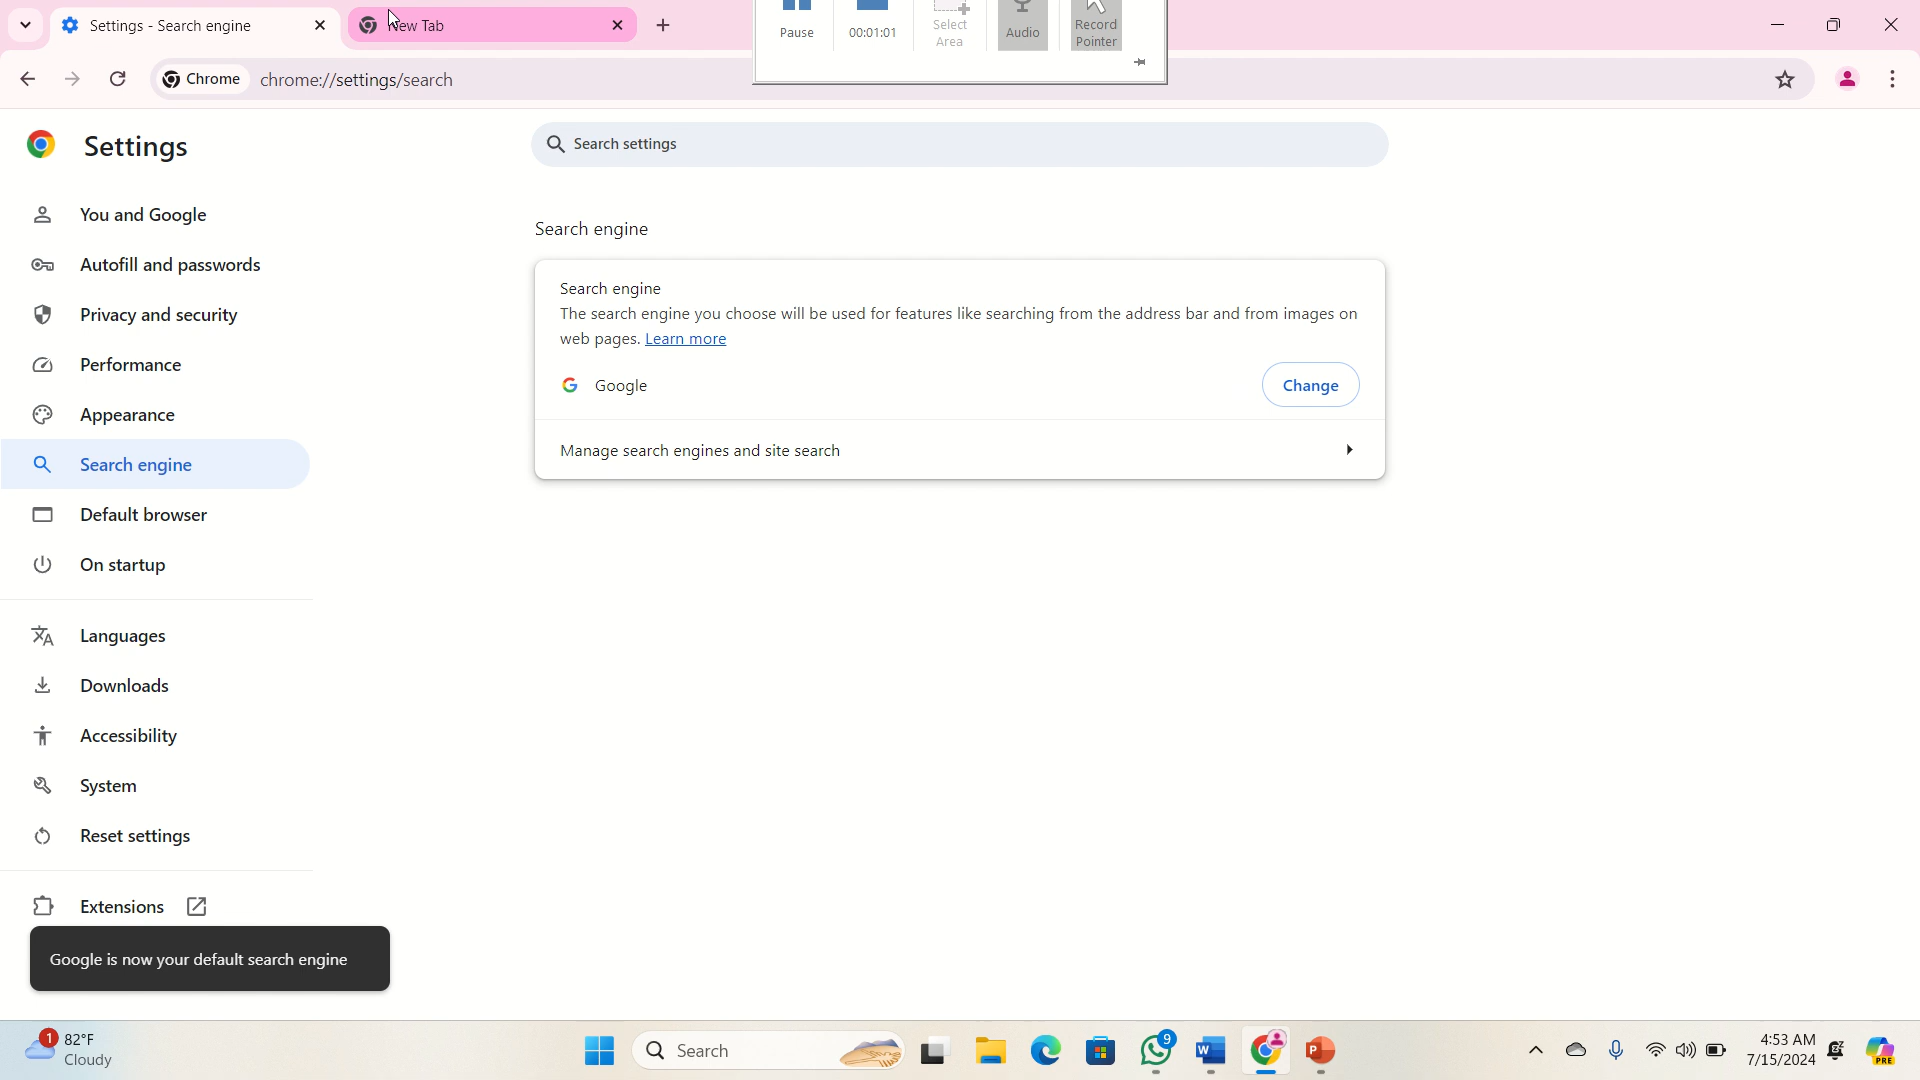 Settings - Search engine
New Tab
Pause
00:01:01
Select
Area
Audio
Record
Pointer
Chrome
chrome://settings/search
Settings
Search settings
You and Google
Autofill and passwords
Privacy and security
Performance
Appearance
Search engine
Default browser
On startup
Languages
Downloads
Accessibility
System
Reset settings
Extensions
Search engine
Search engine
The search engine you choose will be used for features like searching from the address bar and from images on
web pages. Learn more
Google
Change
Manage search engines and site search
Google is now your default search engine
1
82°F
Cloudy
Search
9
4:53 AM
7/15/2024
PRE